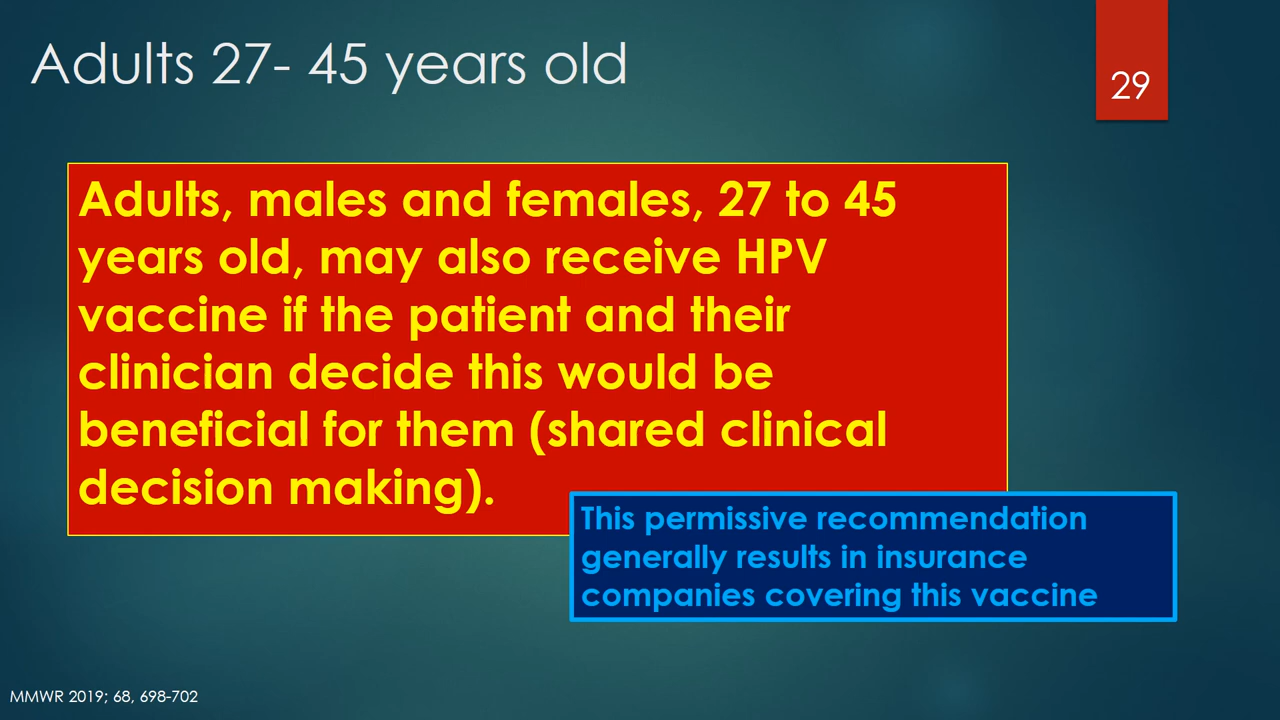 Adults 27- 45 years old
29
Adults, males and females, 27 to 45
years old, may also receive HPV
vaccine if the patient and their
clinician decide this would be
beneficial for them (shared clinical
decision making).
This permissive recommendation
generally results in insurance
companies covering this vaccine
MMWR 2019; 68, 698-702